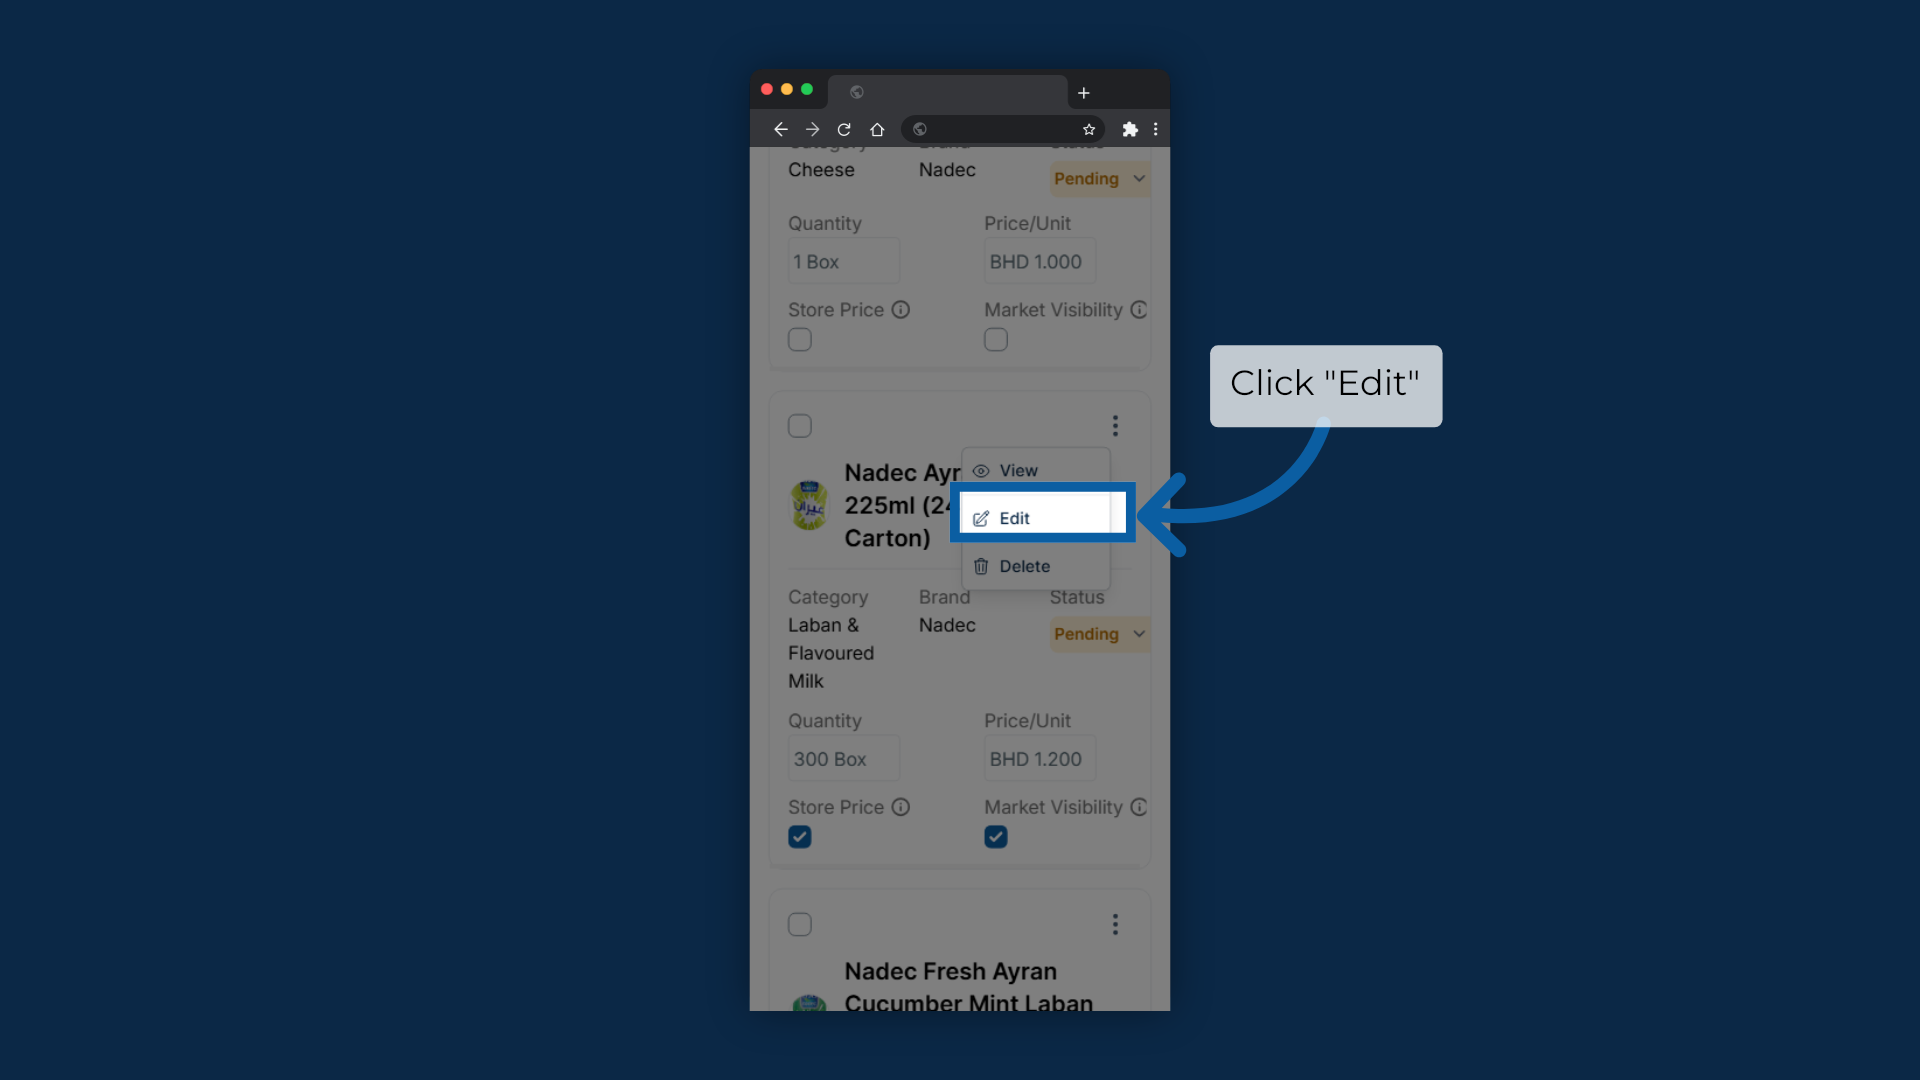 Cheese
Nadec
Pending
Quantity
Price/Unit
1 Box
BHD 1.000
Store Price
Market Visibility
Click "Edit"
View
Nadec Ayr
225ml (24
Carton)
Edit
Delete
Category
Brand
Status
Laban &
Flavoured
Milk
Nadec
Pending
Quantity
Price/Unit
300 Box
BHD 1.200
Store Price
Market Visibility
Nadec Fresh Ayran
Cucumber Mint Laban